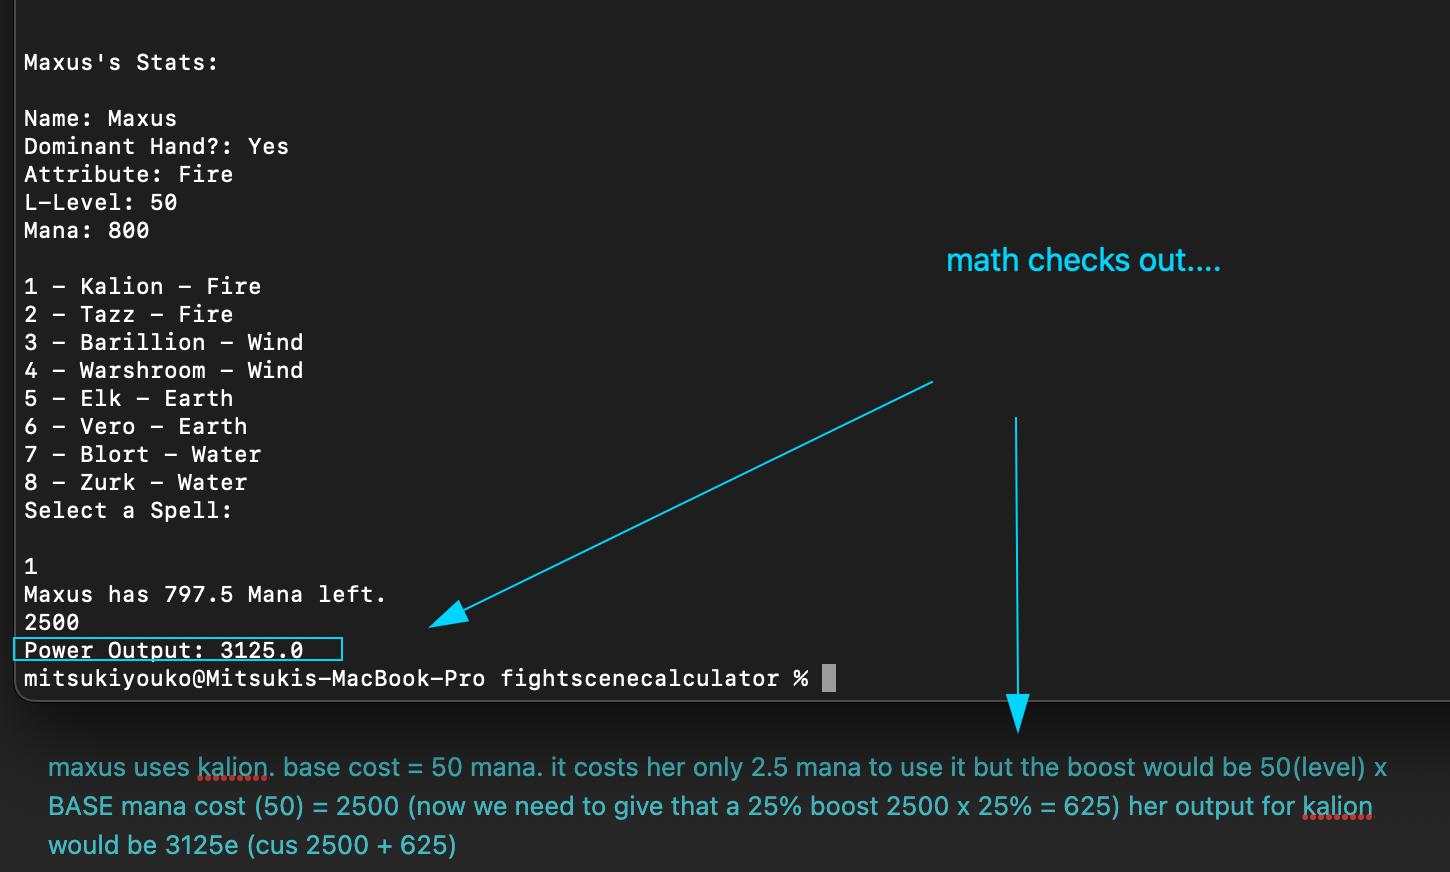 Maxus's Stats:
Name: Maxus
Dominant Hand?: Yes
Attribute: Fire
L-Level: 50
Mana: 800
math checks out....
1 - Kalion - Fire
2 - Tazz - Fire
3 - Barillion - Wind
4 - Warshroom - Wind
5 - Elk - Earth
6 - Vero - Earth
7 - Blort - Water
8 - Zurk - Water
Select a Spell:
1
Maxus has 797.5 Mana left.
2500
Power Output: 3125.0
mitsukiyouko@Mitsukis-MacBook-Pro fightscenecalculator %
maxus uses kalion. base cost = 50 mana. it costs her only 2.5 mana to use it but the boost would be 50(level) x
BASE mana cost (50) = 2500 (now we need to give that a 25% boost 2500 x 25% = 625) her output for kalion
would be 3125e (cus 2500 + 625)